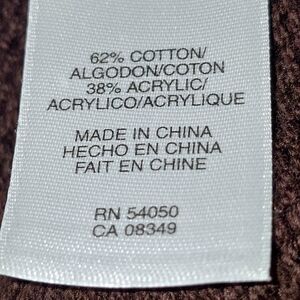 62% COTTON/
ALGODON/COTON
38% ACRYLIC/
ACRYLICO/ACRYLIQUE
MADE IN CHINA
HECHO EN CHINA
FAIT EN CHINE
RN 54050
CA 08349